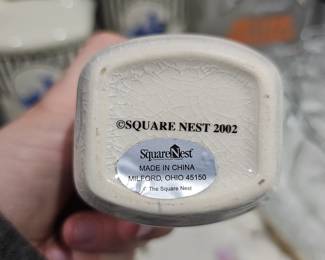 ©SQUARE NEST 2002
SquareNest
MADE IN CHINA
MILFORD, OHIO 45150
The Square Nest